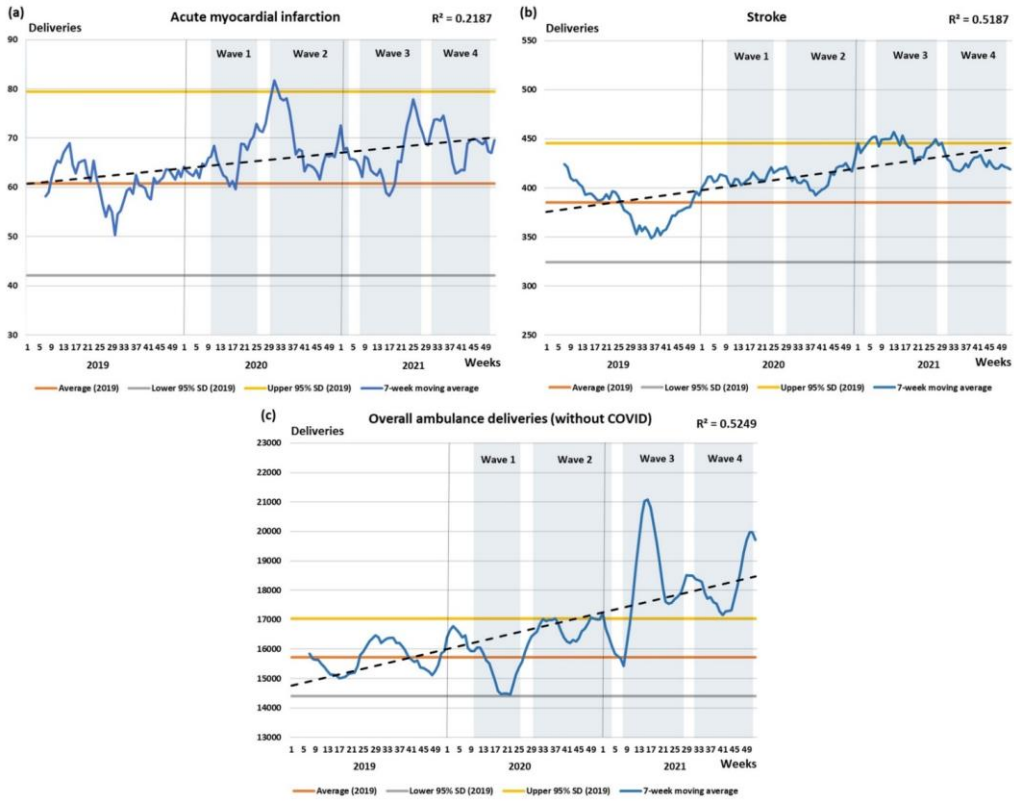 (a)
Acute myocardial infarction
R² = 0.2187
Deliveries
90
Wave 1 Wave 2 Wave 3 Wave 4
80
70
60
50
40
30
1 5 9 13 17 21 25 29 33 37 41 45 49 1 5 9 13 17 21 25 29 33 37 41 45 49 1 5 9 13 17 21 25 29 33 37 41 45 49
2019 2020 2021 Weeks
Average (2019) Lower 95% SD (2019) Upper 95% SD (2019) 7-week moving average
(b)
Stroke
R² = 0.5187
Deliveries
550
Wave 1 Wave 2 Wave 3 Wave 4
500
450
400
350
300
250
1 5 9 13 17 21 25 29 33 37 41 45 49 1 5 9 13 17 21 25 29 33 37 41 45 49 1 5 9 13 17 21 25 29 33 37 41 45 49
2019 2020 2021 Weeks
Average (2019) Lower 95% SD (2019) Upper 95% SD (2019) 7-week moving average
(c)
Overall ambulance deliveries (without COVID)
R² = 0.5249
Deliveries
23000
Wave 1 Wave 2 Wave 3 Wave 4
22000
21000
20000
19000
18000
17000
16000
15000
14000
13000
1 5 9 13 17 21 25 29 33 37 41 45 49 1 5 9 13 17 21 25 29 33 37 41 45 49 1 5 9 13 17 21 25 29 33 37 41 45 49
2019 2020 2021 Weeks
Average (2019) Lower 95% SD (2019) Upper 95% SD (2019) 7-week moving average